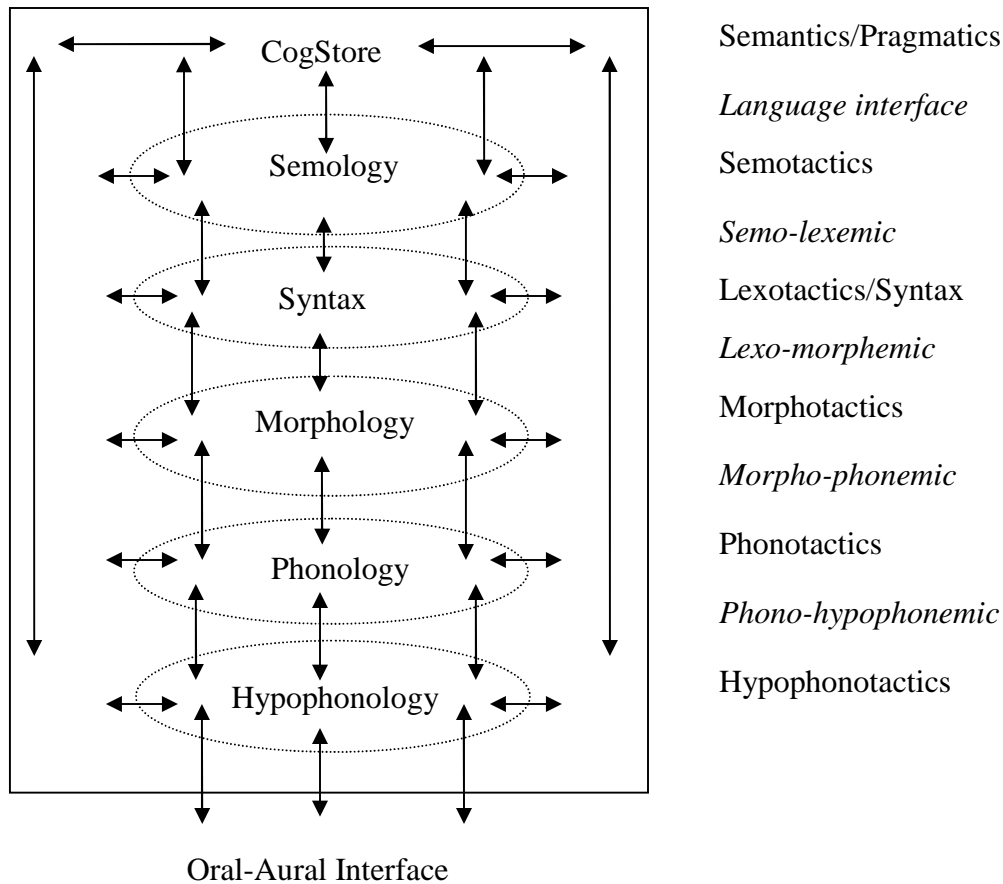 CogStore
Semology
Syntax
Morphology
Phonology
Hypophonology
Oral-Aural Interface
Semantics/Pragmatics
Language interface
Semotactics
Semo-lexemic
Lexotactics/Syntax
Lexo-morphemic
Morphotactics
Morpho-phonemic
Phonotactics
Phono-hypophonemic
Hypophonotactics